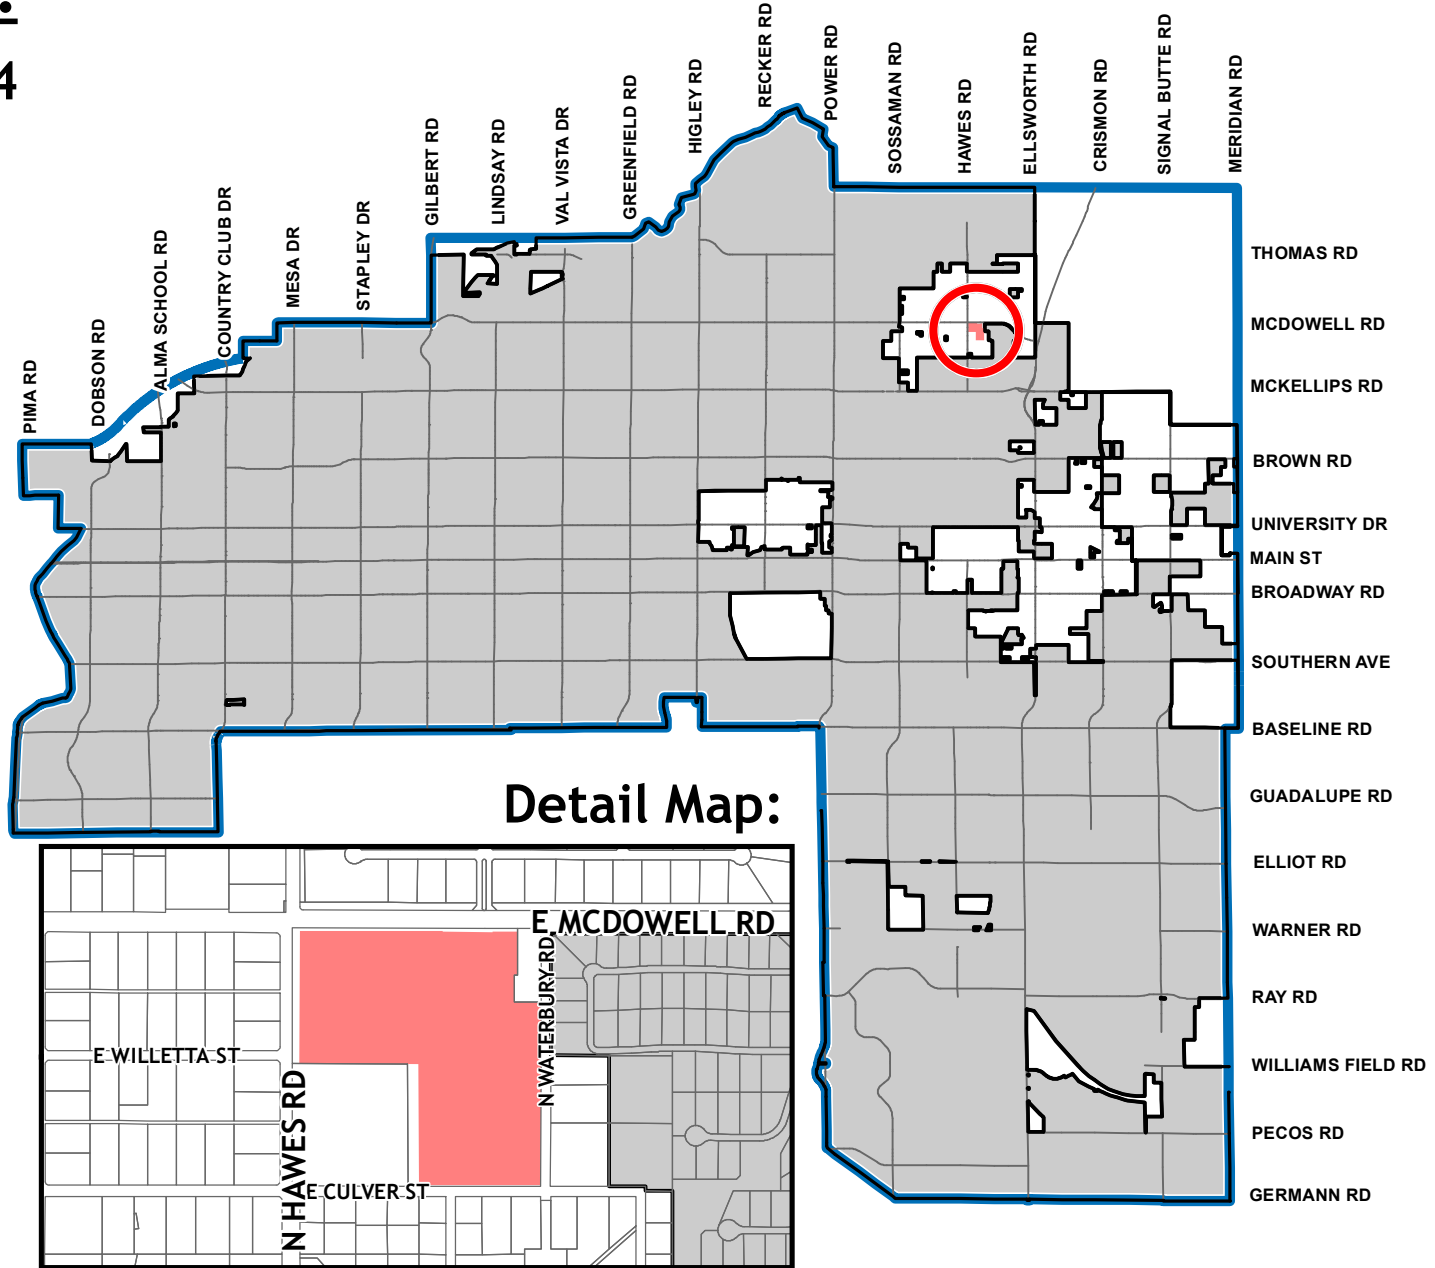 4
PIMA RD
DOBSON RD
ALMA SCHOOL RD
COUNTRY CLUB DR
MESA DR
STAPLEY DR
GILBERT RD
LINDSAY RD
VAL VISTA DR
GREENFIELD RD
HIGLEY RD
RECKER RD
POWER RD
SOSSAMAN RD
HAWES RD
ELLSWORTH RD
CRISMON RD
SIGNAL BUTTE RD
MERIDIAN RD
THOMAS RD
MCDOWELL RD
MCKELLIPS RD
BROWN RD
UNIVERSITY DR
MAIN ST
BROADWAY RD
SOUTHERN AVE
BASELINE RD
GUADALUPE RD
ELLIOT RD
WARNER RD
RAY RD
WILLIAMS FIELD RD
PECOS RD
GERMANN RD
Detail Map:
E MCDOWELL RD
N WATERBURY RD
E WILLETTA ST
N HAWES RD
E CULVER ST